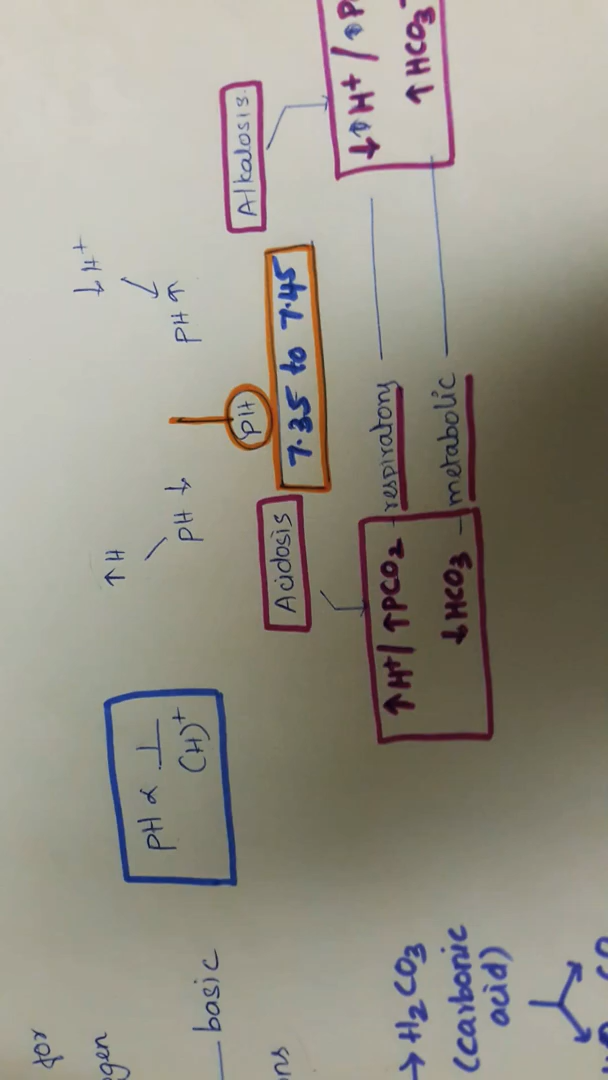 for
gen
basic
ns
→ H2CO3
(carbonic
acid)
PH ∝ 1
(H)+
↑H
PH ↓
↓H+
PH↑
PH
7.35 to 7.45
Acidosis
Alkalosis
↑H+/↑PCO2
respiratory
↓HCO3
metabolic
↑HCO3-